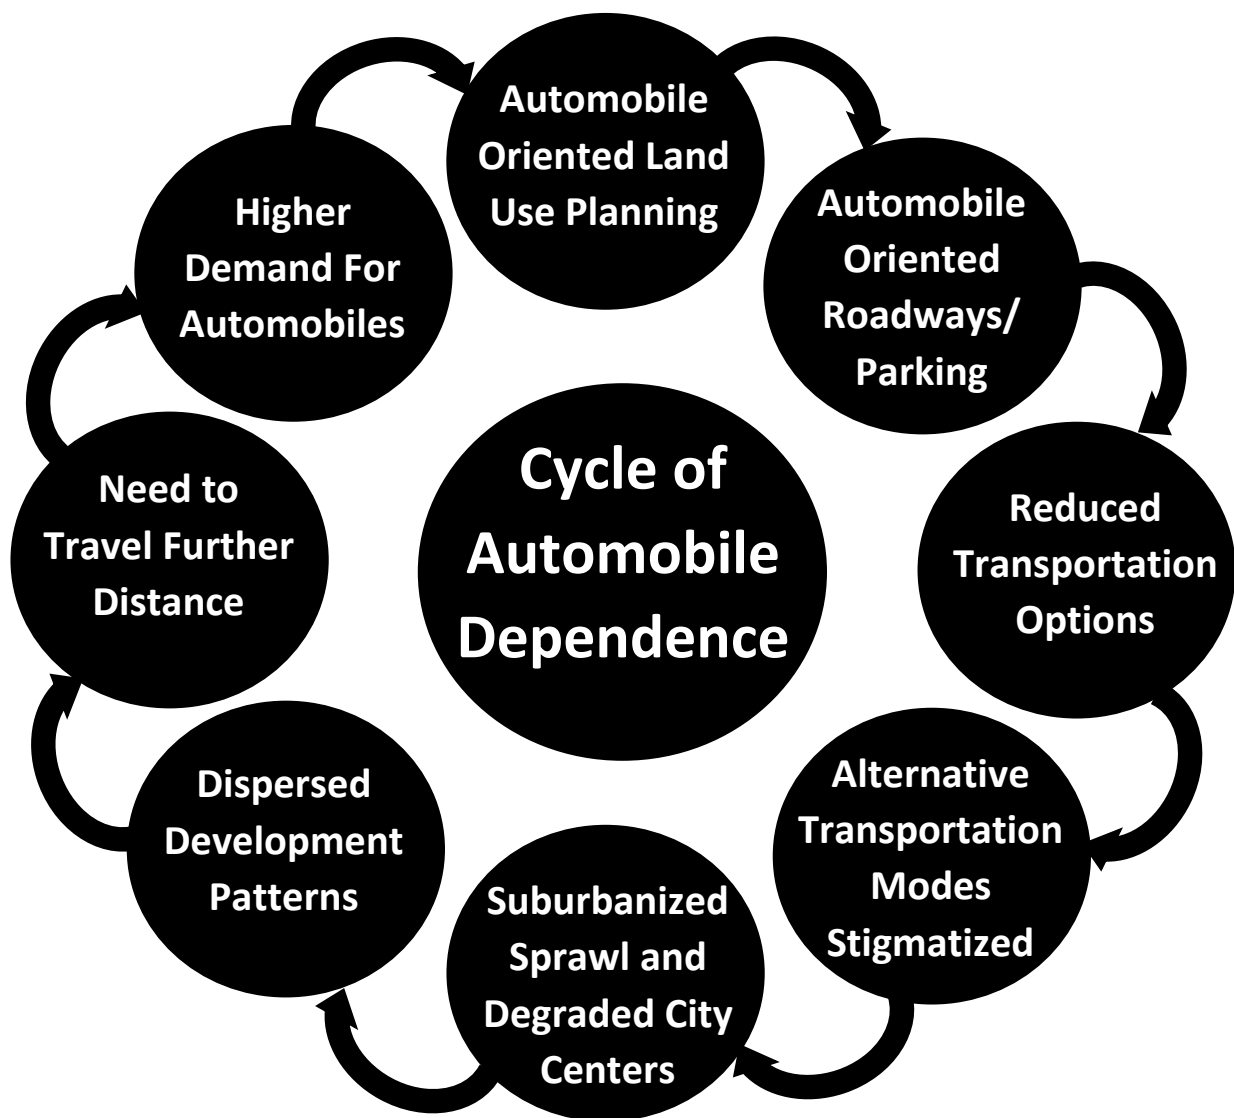 Automobile
Oriented Land
Use Planning
Automobile
Oriented
Roadways/
Parking
Reduced
Transportation
Options
Alternative
Transportation
Modes
Stigmatized
Suburbanized
Sprawl and
Degraded City
Centers
Dispersed
Development
Patterns
Need to
Travel Further
Distance
Higher
Demand For
Automobiles
Cycle of
Automobile
Dependence